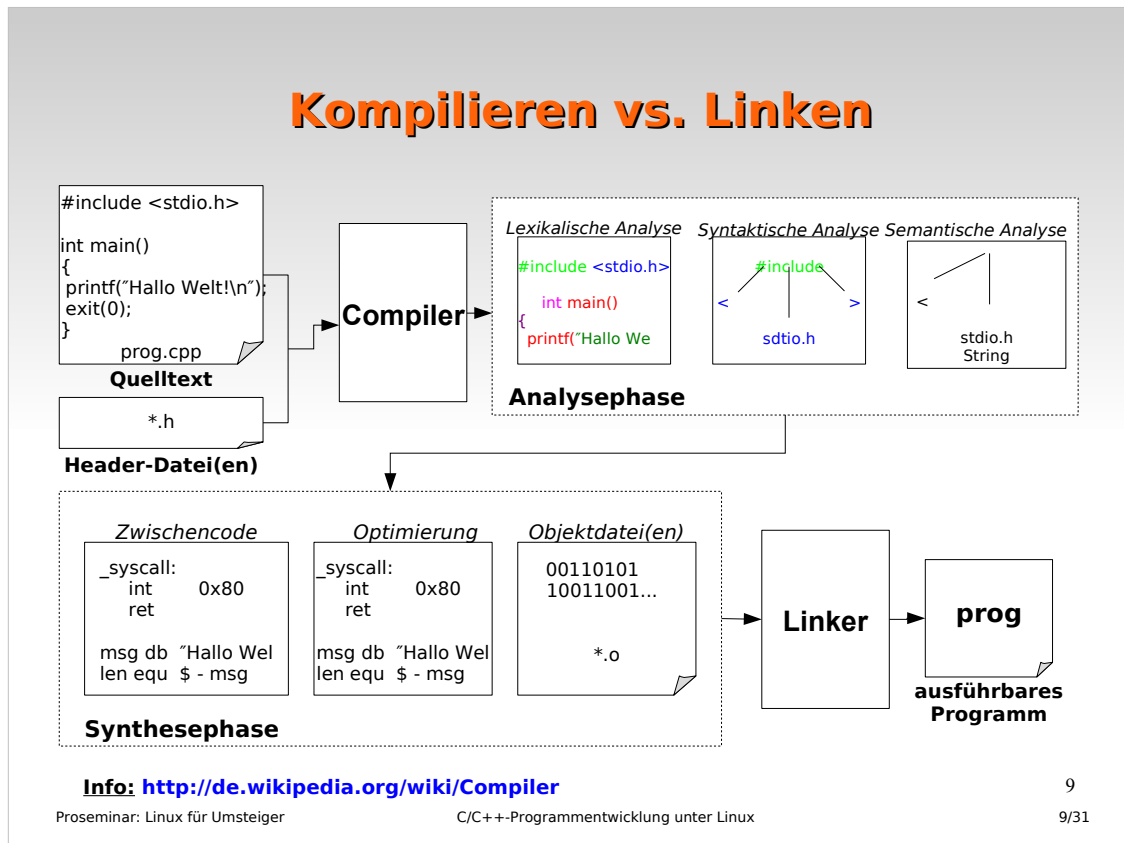 Kompilieren vs. Linken
#include <stdio.h>
int main()
{
printf(″Hallo Welt!\n″);
exit(0);
}
prog.cpp
Quelltext
*.h
Header-Datei(en)
Compiler
Lexikalische Analyse
#include <stdio.h>
int main()
{
printf(″Hallo We
Syntaktische Analyse
#include
< >
sdtio.h
Semantische Analyse
<
stdio.h
String
Analysephase
Zwischencode
_syscall:
int 0x80
ret
msg db ″Hallo Wel
len equ $ - msg
Optimierung
_syscall:
int 0x80
ret
msg db ″Hallo Wel
len equ $ - msg
Objektdatei(en)
00110101
10011001...
*.o
Synthesephase
Linker
prog
ausführbares
Programm
Info: http://de.wikipedia.org/wiki/Compiler
9
Proseminar: Linux für Umsteiger
C/C++-Programmentwicklung unter Linux
9/31